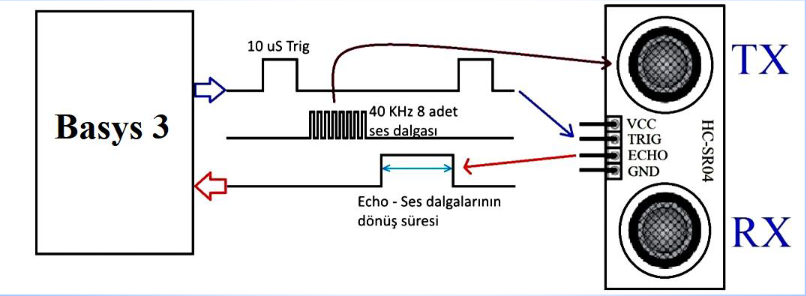 10 uS Trig
TX
Basys 3
40 KHz 8 adet
ses dalgası
VCC
TRIG
ECHO
GND
HC-SR04
Echo - Ses dalgalarının
dönüş süresi
RX